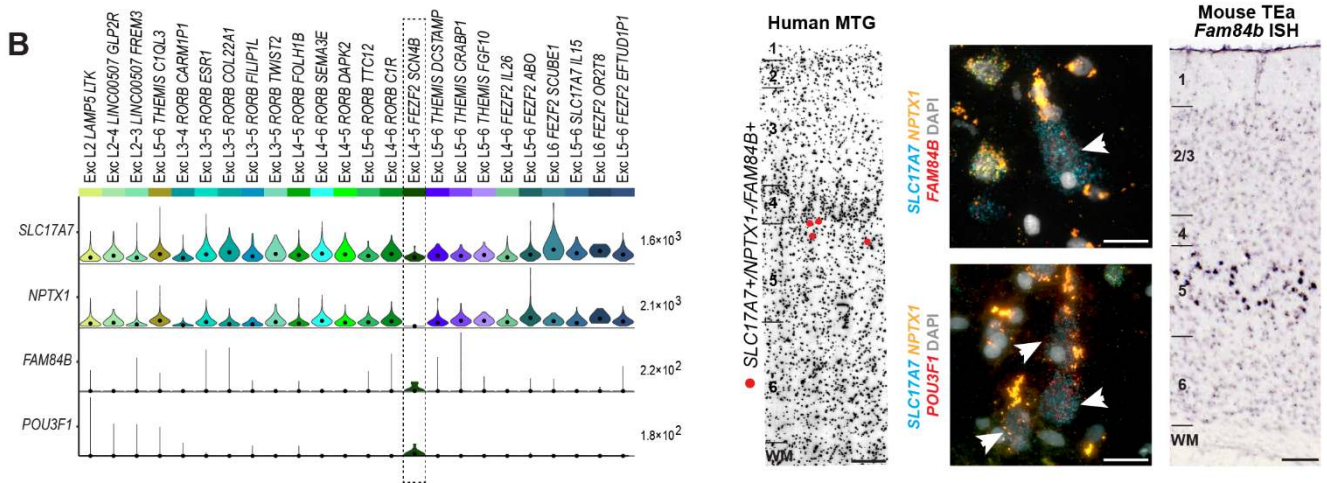 B
Exc L2 LAMP5 LTK
Exc L2–4 LINC00507 GLP2R
Exc L2–3 LINC00507 FREM3
Exc L5–6 THEMIS C1QL3
Exc L3–4 RORB CARM1P1
Exc L3–5 RORB ESR1
Exc L3–5 RORB COL22A1
Exc L3–5 RORB FILIP1L
Exc L3–5 RORB TWIST2
Exc L4–5 RORB FOLH1B
Exc L4–6 RORB SEMA3E
Exc L4–5 RORB DAPK2
Exc L5–6 RORB TTC12
Exc L4–6 RORB C1R
Exc L4–5 FEZF2 SCN4B
Exc L5–6 THEMIS DCSTAMP
Exc L5–6 THEMIS CRABP1
Exc L5–6 THEMIS FGF10
Exc L4–6 FEZF2 IL26
Exc L5–6 FEZF2 ABO
Exc L6 FEZF2 SCUBE1
Exc L5–6 SLC17A7 IL15
Exc L6 FEZF2 OR2T8
Exc L5–6 FEZF2 EFTUD1P1
SLC17A7
1.6×10³
NPTX1
2.1×10³
FAM84B
2.2×10²
POU3F1
1.8×10²
Human MTG
SLC17A7+/NPTX1-/FAM84B+
1
2
3
4
5
6
WM
SLC17A7 NPTX1
FAM84B DAPI
SLC17A7 NPTX1
POU3F1 DAPI
Mouse TEa
Fam84b ISH
1
2/3
4
5
6
WM